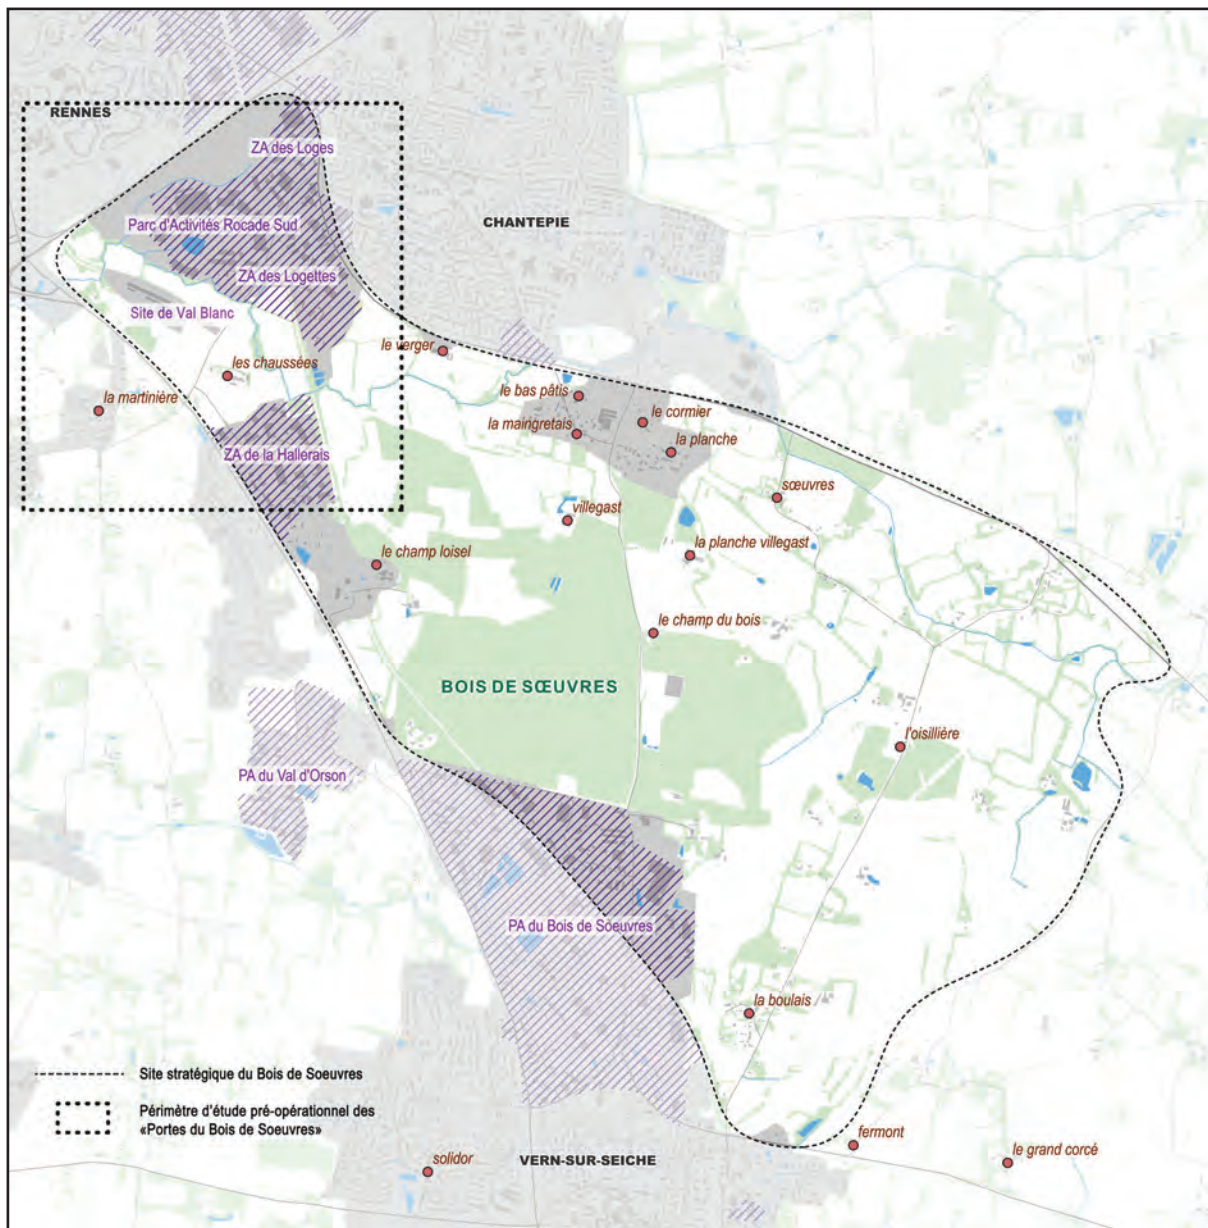 RENNES
ZA des Loges
Parc d'Activités Rocade Sud
CHANTEPIE
ZA des Logettes
Site de Val Blanc
le verger
les chaussées
le bas pâtis
la martinière
le cormier
la maingretais
la planche
ZA de la Hallerais
sœuvres
villegast
la planche villegast
le champ loisel
le champ du bois
BOIS DE SŒUVRES
l'oisillière
PA du Val d'Orson
PA du Bois de Soeuvres
la boulais
Site stratégique du Bois de Soeuvres
Périmètre d'étude pré-opérationnel des
«Portes du Bois de Soeuvres»
fermont
le grand corcé
solidor
VERN-SUR-SEICHE